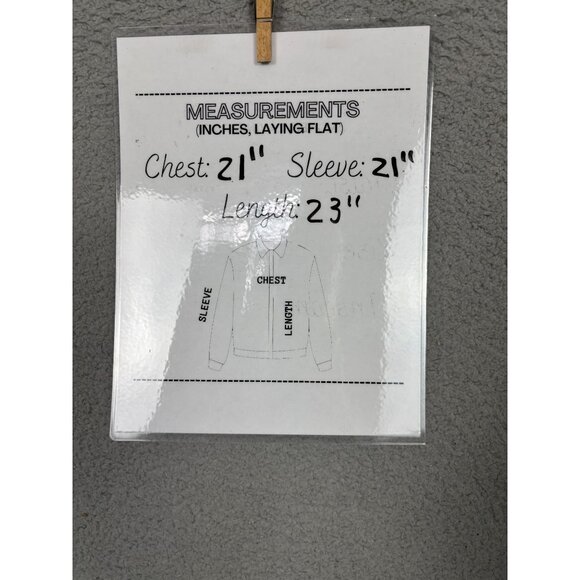 MEASUREMENTS
(INCHES, LAYING FLAT)
Chest: 21" Sleeve: 21"
Length: 23"
CHEST
SLEEVE
LENGTH